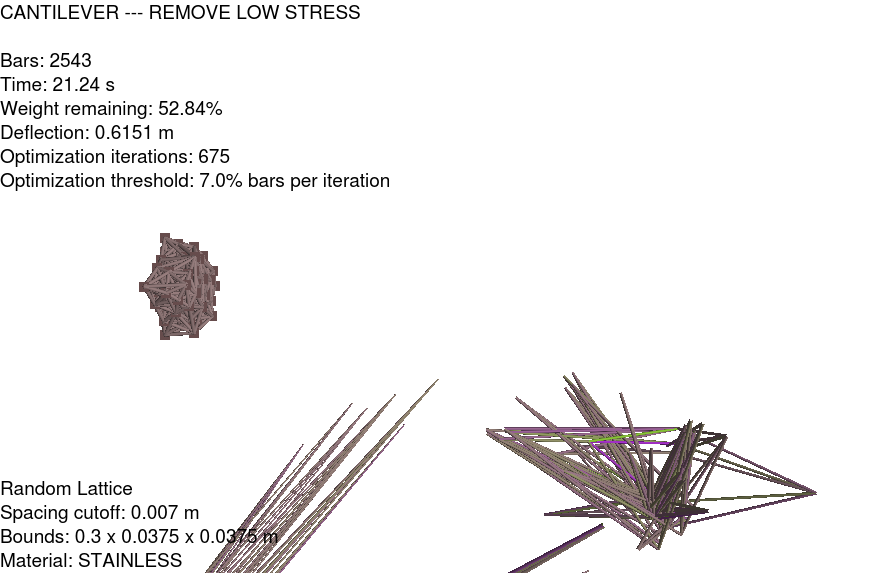 CANTILEVER --- REMOVE LOW STRESS
Bars: 2543
Time: 21.24 s
Weight remaining: 52.84%
Deflection: 0.6151 m
Optimization iterations: 675
Optimization threshold: 7.0% bars per iteration
Random Lattice
Spacing cutoff: 0.007 m
Bounds: 0.3 x 0.0375 x 0.0375 m
Material: STAINLESS